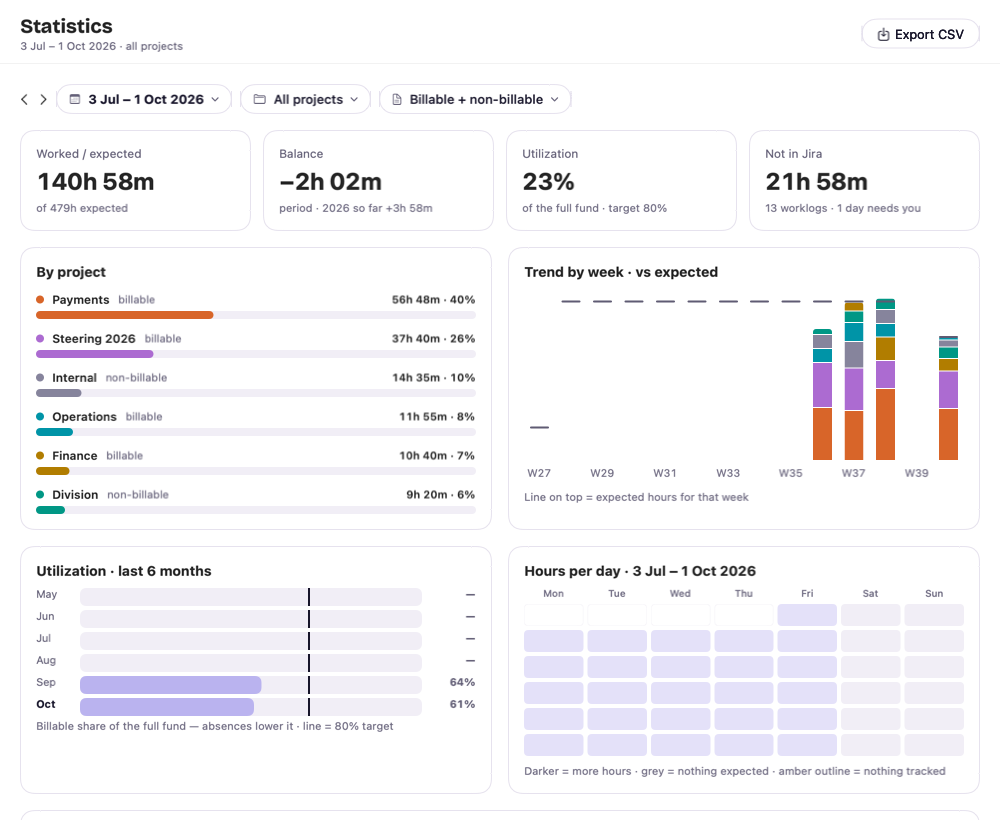 Statistics
3 Jul – 1 Oct 2026 · all projects
Export CSV
3 Jul – 1 Oct 2026
All projects
Billable + non-billable
Worked / expected
140h 58m
of 479h expected
Balance
−2h 02m
period · 2026 so far +3h 58m
Utilization
23%
of the full fund · target 80%
Not in Jira
21h 58m
13 worklogs · 1 day needs you
By project
Payments billable 56h 48m · 40%
Steering 2026 billable 37h 40m · 26%
Internal non-billable 14h 35m · 10%
Operations billable 11h 55m · 8%
Finance billable 10h 40m · 7%
Division non-billable 9h 20m · 6%
Trend by week · vs expected
W27 W29 W31 W33 W35 W37 W39
Line on top = expected hours for that week
Utilization · last 6 months
May —
Jun —
Jul —
Aug —
Sep 64%
Oct 61%
Billable share of the full fund — absences lower it · line = 80% target
Hours per day · 3 Jul – 1 Oct 2026
Mon Tue Wed Thu Fri Sat Sun
Darker = more hours · grey = nothing expected · amber outline = nothing tracked